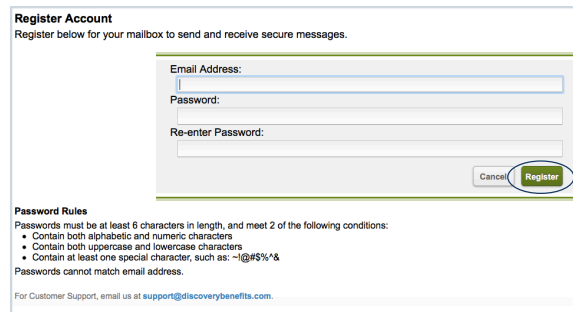 Register Account
Register below for your mailbox to send and receive secure messages.
Email Address:
Password:
Re-enter Password:
Cancel Register
Password Rules
Passwords must be at least 6 characters in length, and meet 2 of the following conditions:
• Contain both alphabetic and numeric characters
• Contain both uppercase and lowercase characters
• Contain at least one special character, such as: ~!@#$%^&
Passwords cannot match email address.
For Customer Support, email us at support@discoverybenefits.com.